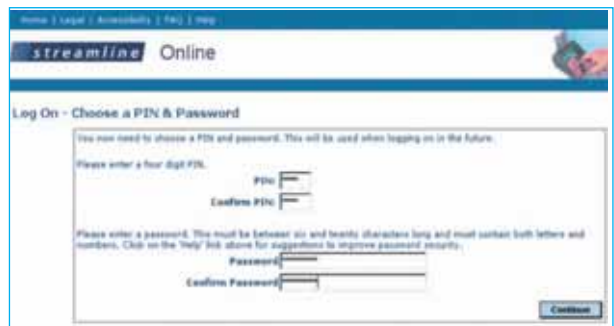 Home | Legal | Accessibility | FAQ | Help
streamline Online
Log On - Choose a PIN & Password
You now need to choose a PIN and password. This will be used when logging on in the future.
Please enter a four digit PIN.
PIN:
Confirm PIN:
Please enter a password. This must be between six and twenty characters long and must contain both letters and
numbers. Click on the 'Help' link above for suggestions to improve password security.
Password
Confirm Password
Continue